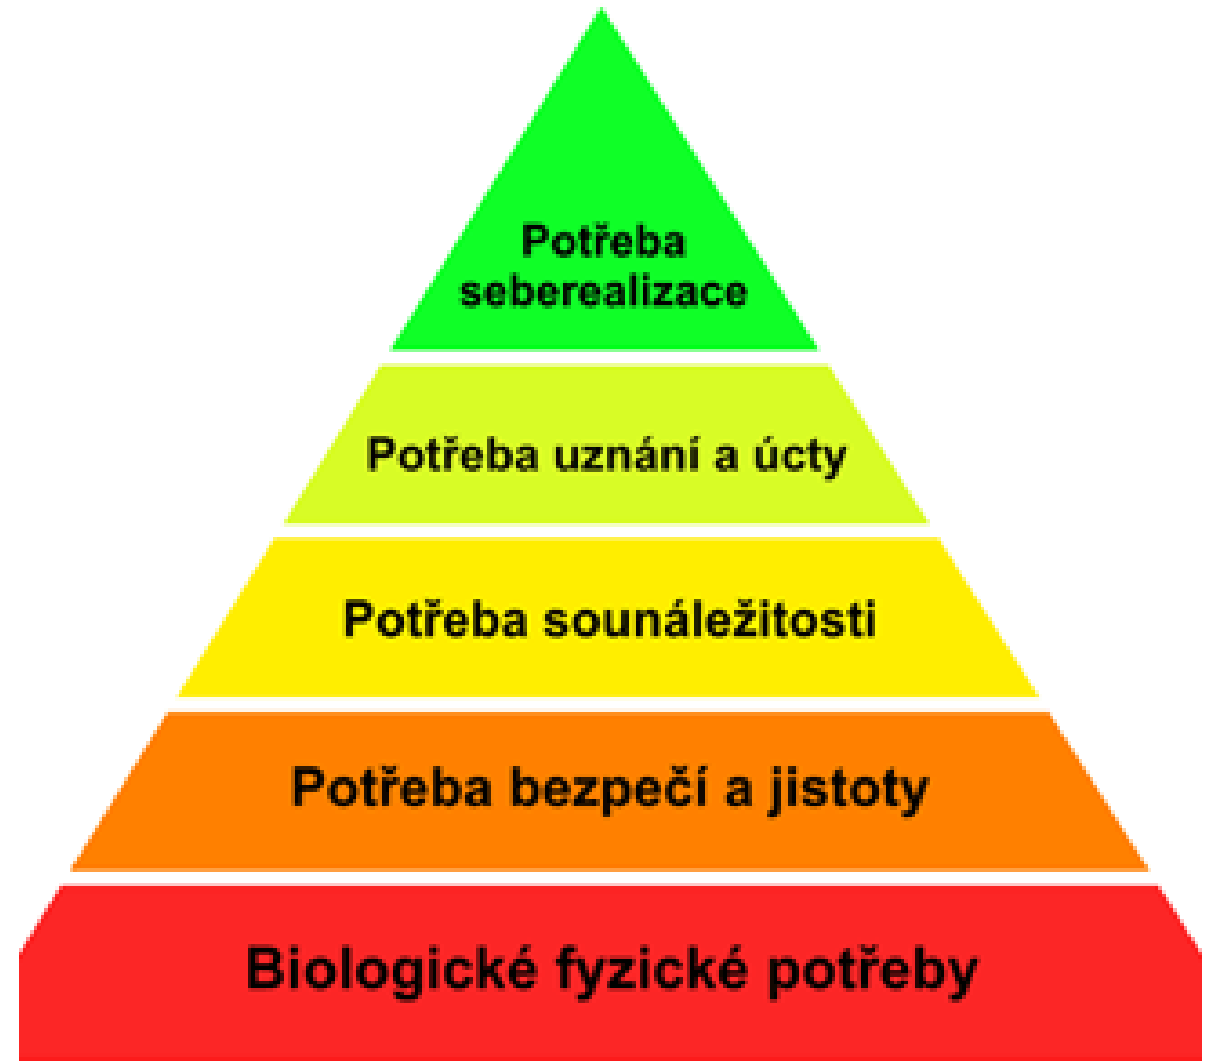 Potřeba
seberealizace
Potřeba uznání a úcty
Potřeba sounáležitosti
Potřeba bezpečí a jistoty
Biologické fyzické potřeby